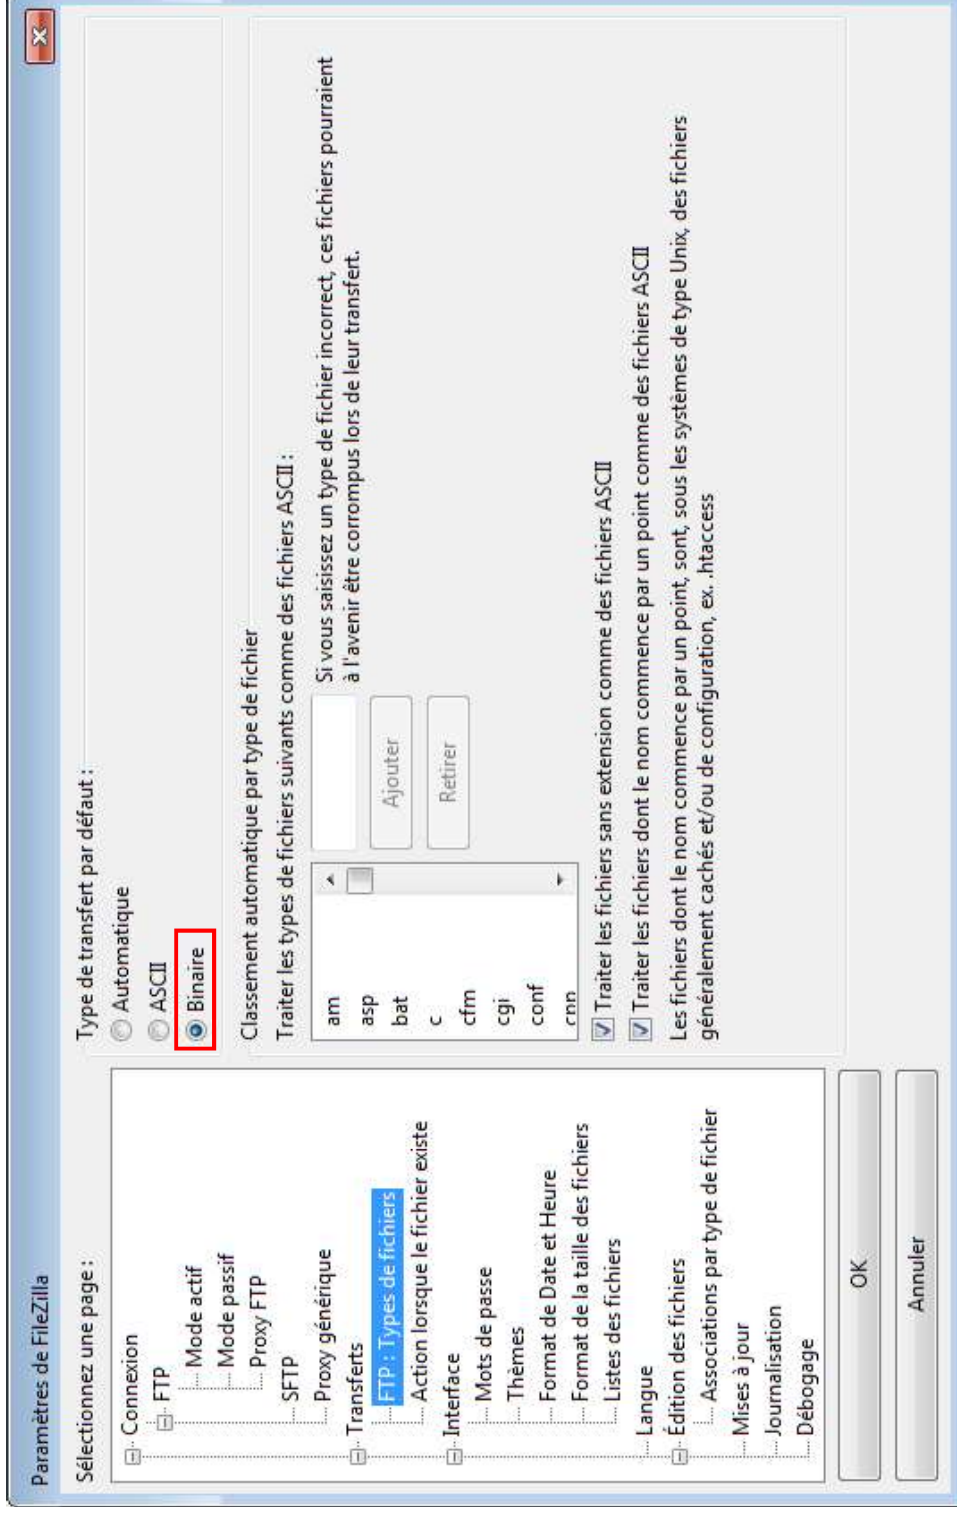 Paramètres de FileZilla
Sélectionnez une page :
Connexion
FTP
Mode actif
Mode passif
Proxy FTP
SFTP
Proxy générique
Transferts
FTP : Types de fichiers
Action lorsque le fichier existe
Interface
Mots de passe
Thèmes
Format de Date et Heure
Format de la taille des fichiers
Listes des fichiers
Langue
Édition des fichiers
Associations par type de fichier
Mises à jour
Journalisation
Débogage
OK
Annuler
Type de transfert par défaut :
Automatique
ASCII
Binaire
Classement automatique par type de fichier
Traiter les types de fichiers suivants comme des fichiers ASCII :
am
asp
bat
c
cfm
cgi
conf
cpp
Ajouter
Retirer
Si vous saisissez un type de fichier incorrect, ces fichiers pourraient
à l'avenir être corrompus lors de leur transfert.
Traiter les fichiers sans extension comme des fichiers ASCII
Traiter les fichiers dont le nom commence par un point comme des fichiers ASCII
Les fichiers dont le nom commence par un point, sont, sous les systèmes de type Unix, des fichiers
généralement cachés et/ou de configuration, ex. .htaccess